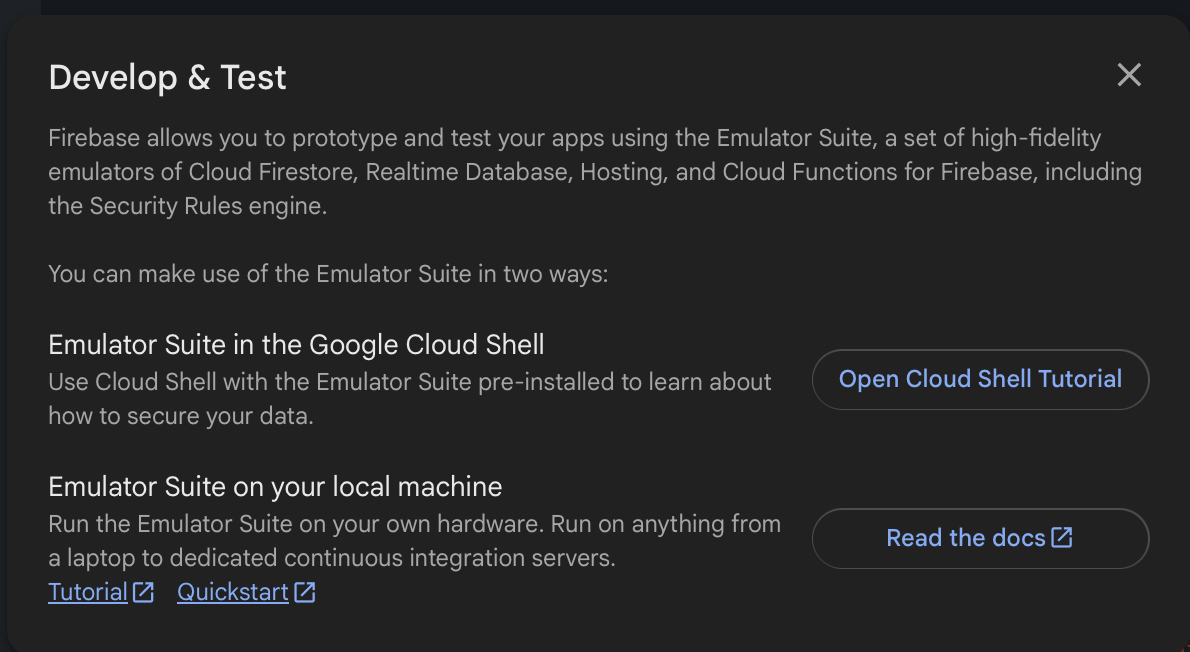 Develop & Test
Firebase allows you to prototype and test your apps using the Emulator Suite, a set of high-fidelity
emulators of Cloud Firestore, Realtime Database, Hosting, and Cloud Functions for Firebase, including
the Security Rules engine.
You can make use of the Emulator Suite in two ways:
Emulator Suite in the Google Cloud Shell
Use Cloud Shell with the Emulator Suite pre-installed to learn about
how to secure your data.
Open Cloud Shell Tutorial
Emulator Suite on your local machine
Run the Emulator Suite on your own hardware. Run on anything from
a laptop to dedicated continuous integration servers.
Tutorial Quickstart
Read the docs